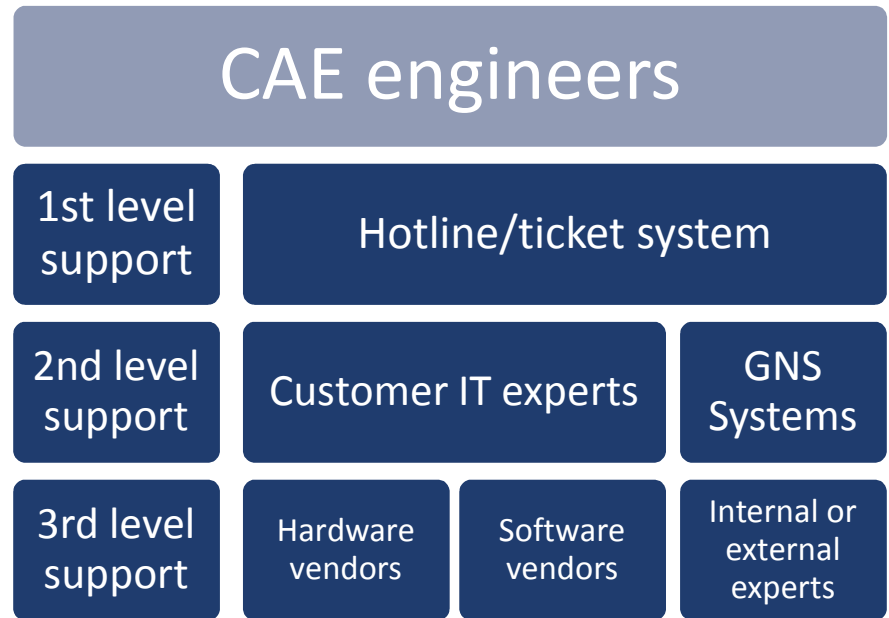 CAE engineers
1st level
support
Hotline/ticket system
2nd level
support
Customer IT experts
GNS
Systems
3rd level
support
Hardware
vendors
Software
vendors
Internal or
external
experts